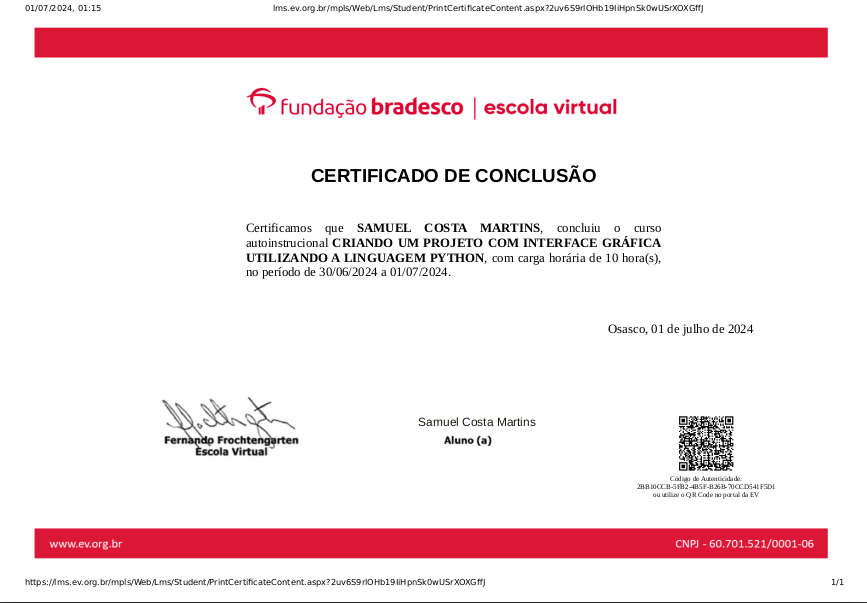 01/07/2024, 01:15
lms.ev.org.br/mpls/Web/Lms/Student/PrintCertificateContent.aspx?2uv6S9rlOHb19IiHpnSk0wUSrXOXGffJ
fundação bradesco | escola virtual
CERTIFICADO DE CONCLUSÃO
Certificamos que SAMUEL COSTA MARTINS, concluiu o curso
autoinstrucional CRIANDO UM PROJETO COM INTERFACE GRÁFICA
UTILIZANDO A LINGUAGEM PYTHON, com carga horária de 10 hora(s),
no período de 30/06/2024 a 01/07/2024.
Osasco, 01 de julho de 2024
Fernando Frochtengarten
Escola Virtual
Samuel Costa Martins
Aluno (a)
Código de Autenticidade:
2BB10CCB-5FB2-4B5F-B26B-70CCD541F5D1
ou utilize o QR Code no portal da EV
www.ev.org.br
CNPJ - 60.701.521/0001-06
https://lms.ev.org.br/mpls/Web/Lms/Student/PrintCertificateContent.aspx?2uv6S9rlOHb19IiHpnSk0wUSrXOXGffJ
1/1